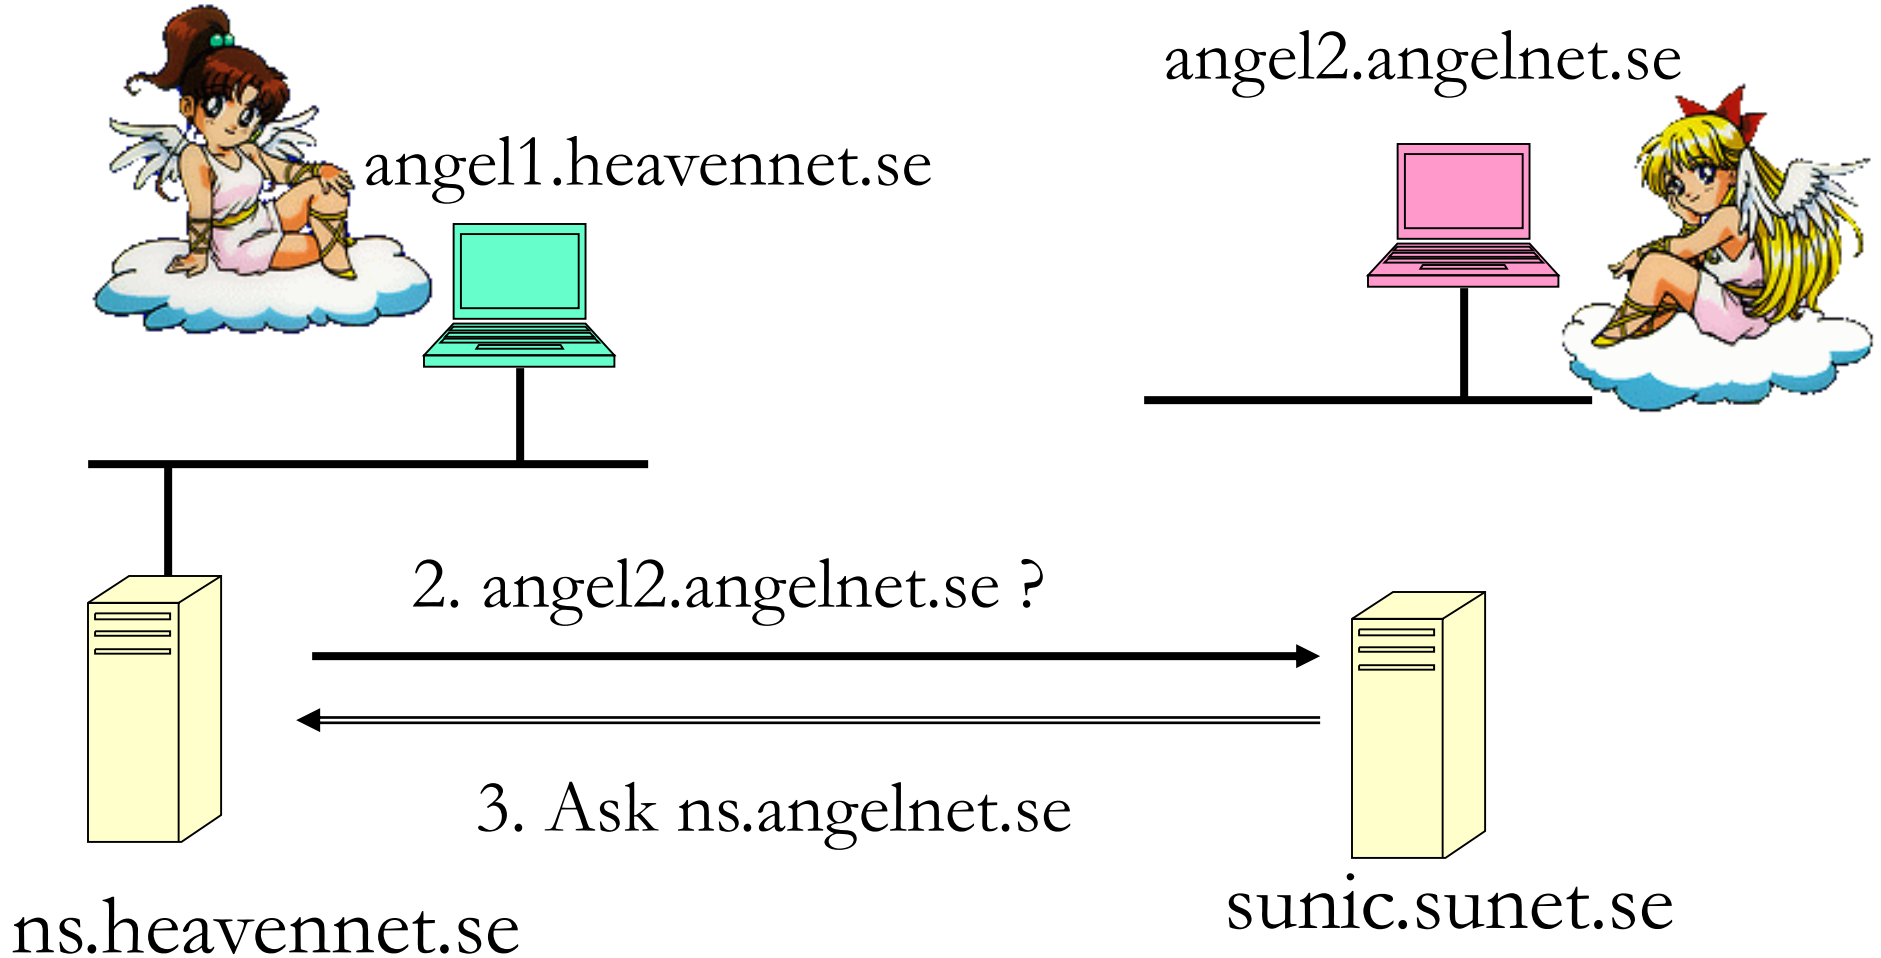 angel2.angelnet.se
angel1.heavennet.se
2. angel2.angelnet.se ?
3. Ask ns.angelnet.se
ns.heavennet.se
sunic.sunet.se